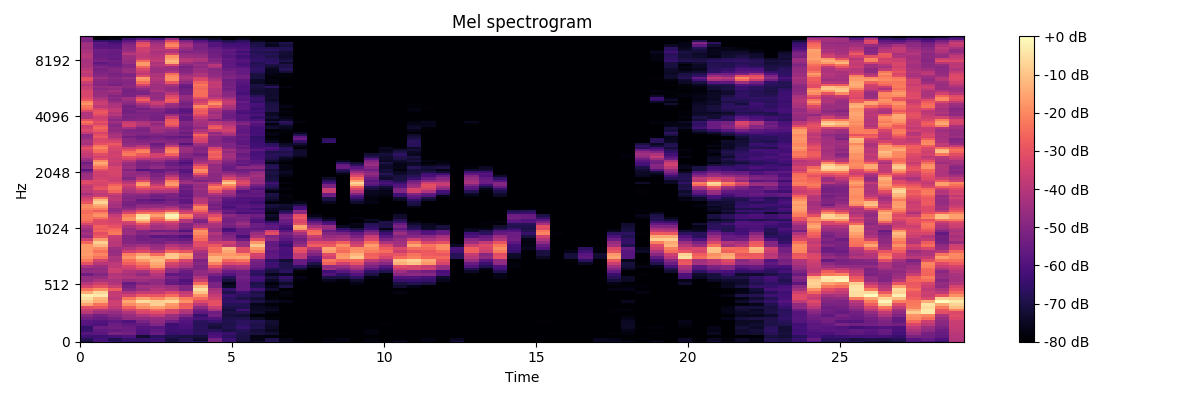 Mel spectrogram
Hz
8192
4096
2048
1024
512
0
0 5 10 15 20 25
Time
+0 dB
-10 dB
-20 dB
-30 dB
-40 dB
-50 dB
-60 dB
-70 dB
-80 dB